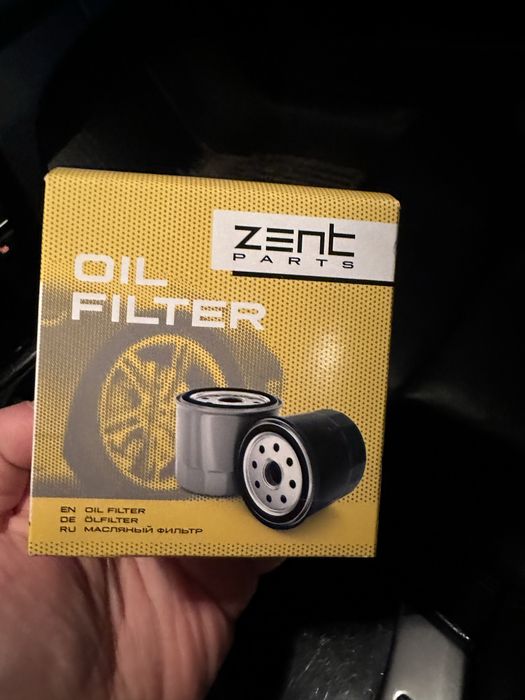 zent
PARTS
OIL
FILTER
EN OIL FILTER
DE ÖLFILTER
RU МАСЛЯНЫЙ ФИЛЬТР